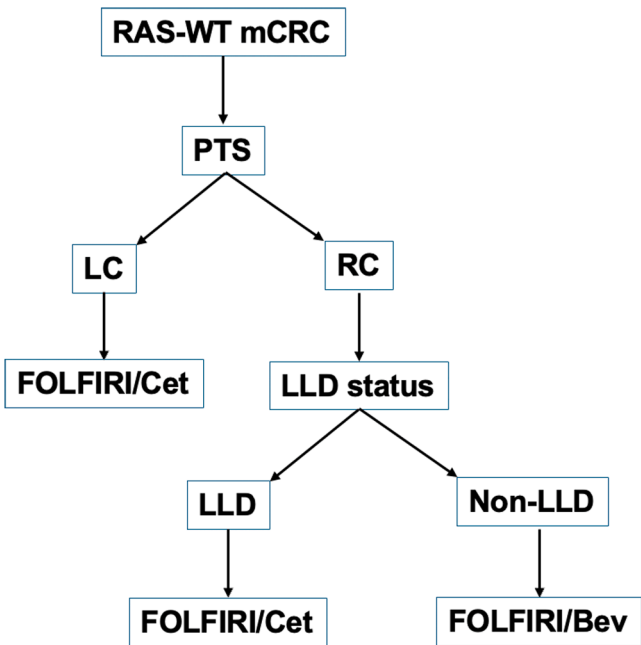 RAS-WT mCRC
PTS
LC
RC
FOLFIRI/Cet
LLD status
LLD
Non-LLD
FOLFIRI/Cet
FOLFIRI/Bev